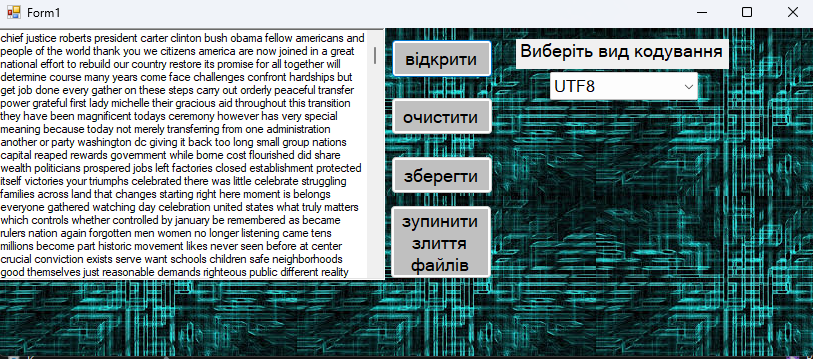 Form1
chief justice roberts president carter clinton bush obama fellow americans and
people of the world thank you we citizens america are now joined in a great
national effort to rebuild our country restore its promise for all together will
determine course many years come face challenges confront hardships but
get job done every gather on these steps carry out orderly peaceful transfer
power grateful first lady michelle their gracious aid throughout this transition
they have been magnificent todays ceremony however has very special
meaning because today not merely transferring from one administration
another or party washington dc giving it back too long small group nations
capital reaped rewards government while borne cost flourished did share
wealth politicians prospered jobs left factories closed establishment protected
itself victories your triumphs celebrated there was little celebrate struggling
families across land that changes starting right here moment is belongs
everyone gathered watching day celebration united states what truly matters
which controls whether controlled by january be remembered as became
rulers nation again forgotten men women no longer listening came tens
millions become part historic movement likes never seen before at center
crucial conviction exists serve want schools children safe neighborhoods
good themselves just reasonable demands righteous public different reality
відкрити
очистити
зберегти
зупинити
злиття
файлів
Виберіть вид кодування
UTF8